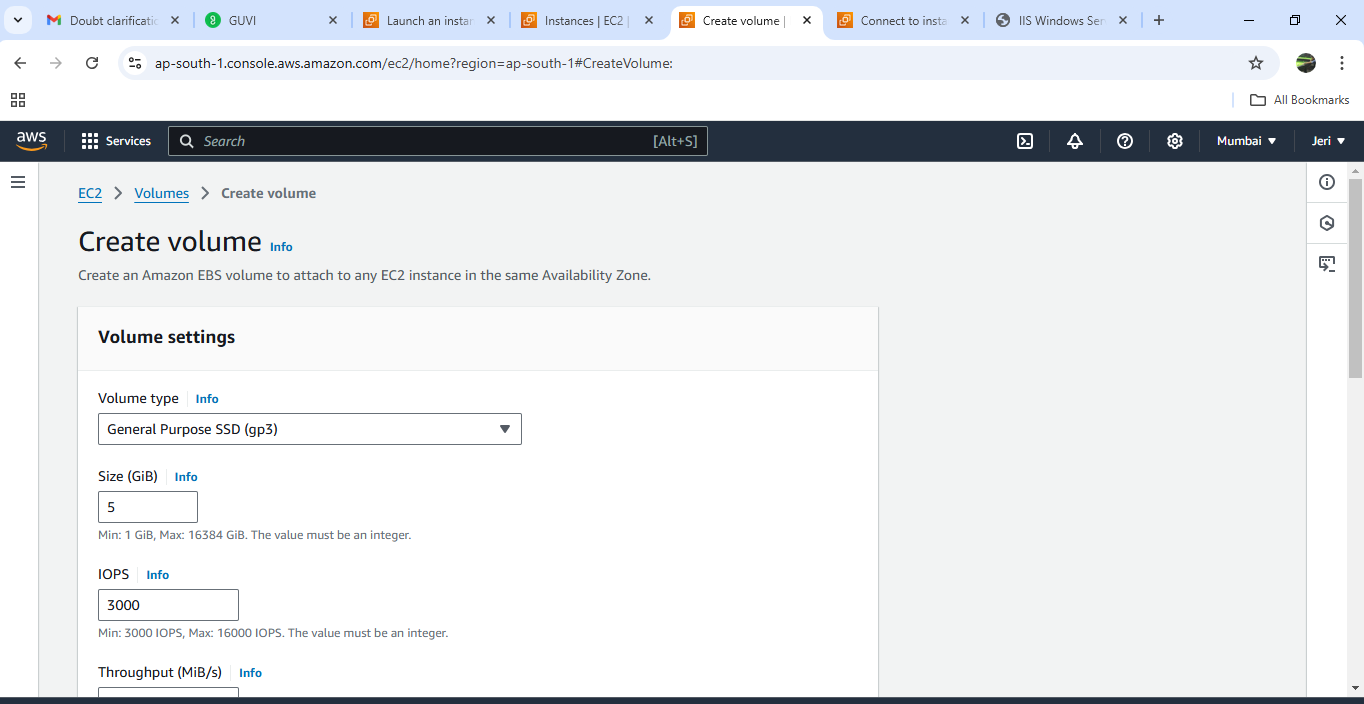 Doubt clarificatio
GUVI
Launch an instan
Instances | EC2 |
Create volume |
Connect to insta
IIS Windows Ser
ap-south-1.console.aws.amazon.com/ec2/home?region=ap-south-1#CreateVolume:
All Bookmarks
aws
Services
Search
[Alt+S]
Mumbai
Jeri
EC2
Volumes
Create volume
Create volume Info
Create an Amazon EBS volume to attach to any EC2 instance in the same Availability Zone.
Volume settings
Volume type Info
General Purpose SSD (gp3)
Size (GiB) Info
5
Min: 1 GiB, Max: 16384 GiB. The value must be an integer.
IOPS Info
3000
Min: 3000 IOPS, Max: 16000 IOPS. The value must be an integer.
Throughput (MiB/s) Info